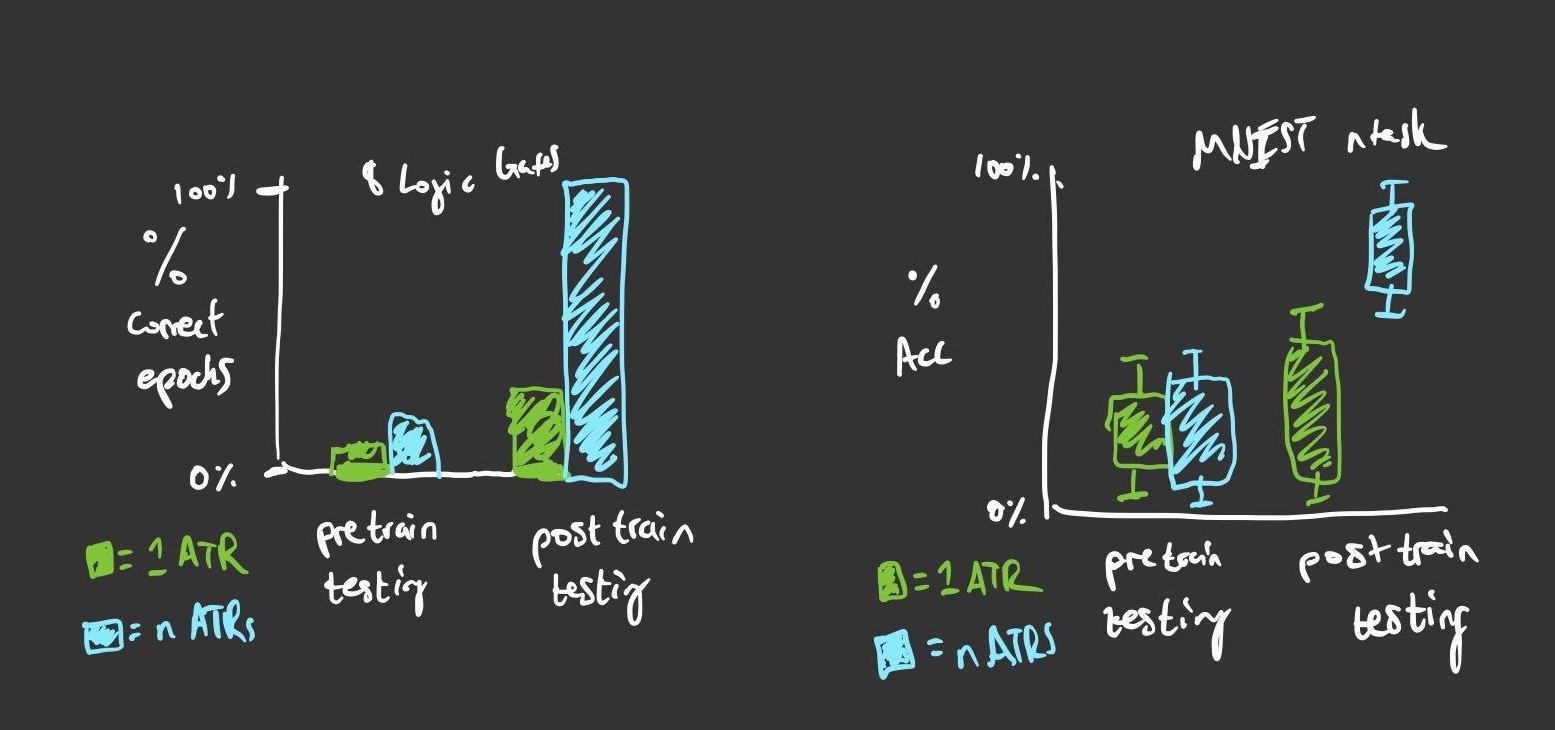 8 Logic Gates
100%
%
Correct
epochs
0%
pretrain
testing
post train
testing
= 1 ATR
= n ATRs
MNIST n task
100%
%
Acc
0%
pretrain
testing
post train
testing
= 1 ATR
= n ATRs